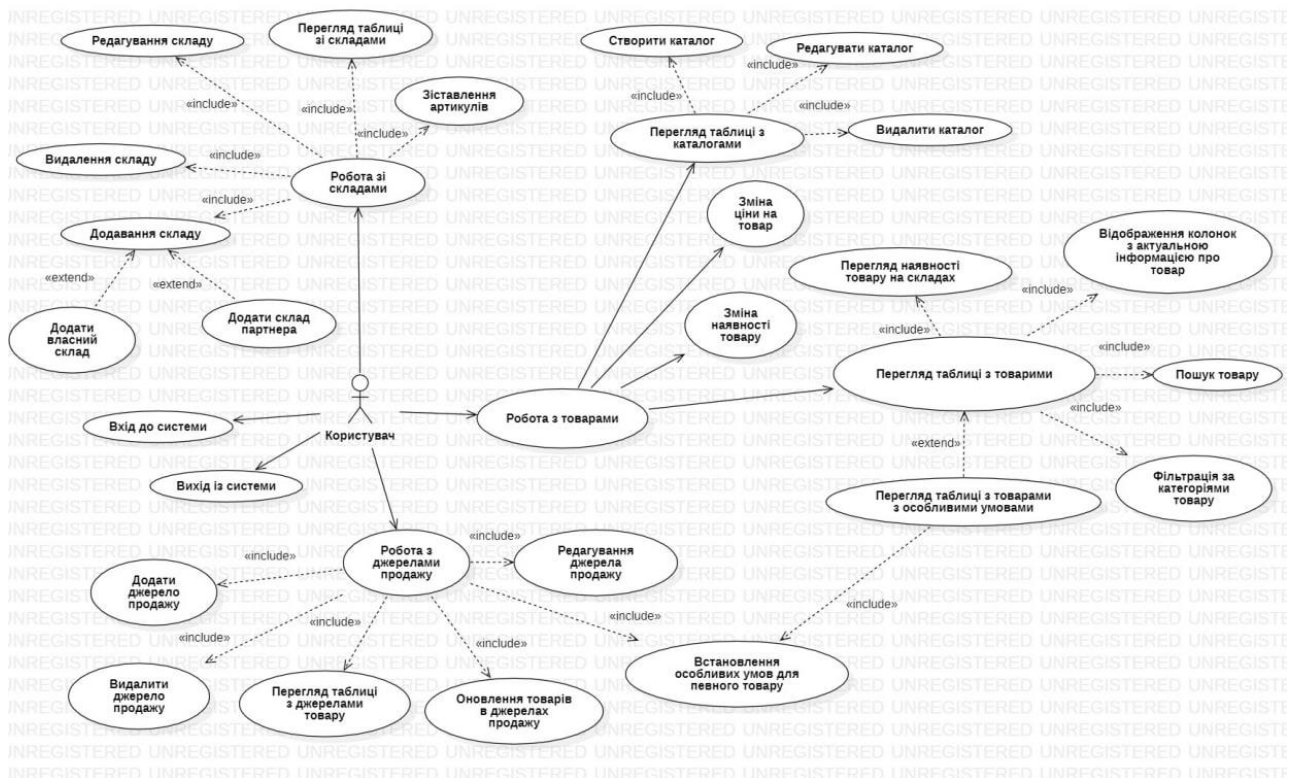 Редагування складу
Перегляд таблиці
зі складами
Створити каталог
Редагувати каталог
«include»
«include»
«include»
«include»
Зіставлення
артикулів
«include»
Перегляд таблиці з
каталогами
Видалити каталог
«include»
Видалення складу
«include»
Робота зі
складами
«include»
Додавання складу
Зміна
ціни на
товар
Відображення колонок
з актуальною
інформацією про
товар
Перегляд наявності
товару на складах
«extend»
«extend»
«include»
«include»
Додати
власний
склад
Додати склад
партнера
Зміна
наявності
товару
«include»
Перегляд таблиці з товарими
Пошук товару
Робота з товарами
Вхід до системи
Користувач
«include»
«extend»
Вихід із системи
Перегляд таблиці з товарами
з особливими умовами
Фільтрація за
категоріями
товару
Робота з
джерелами
продажу
«include»
Редагування
джерела
продажу
«include»
Додати
джерело
продажу
«include»
«include»
«include»
«include»
«include»
Видалити
джерело
продажу
Перегляд таблиці
з джерелами
товару
Оновлення товарів
в джерелах
продажу
Встановлення
особливих умов для
певного товару